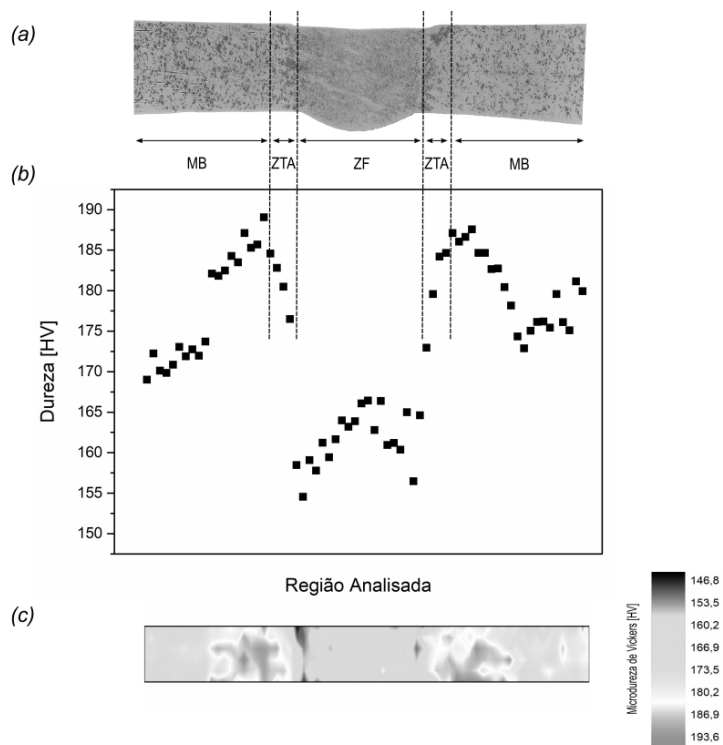 (a)
MB
ZTA
ZF
ZTA
MB
(b)
Dureza [HV]
190
185
180
175
170
165
160
155
150
Região Analisada
(c)
Microdureza de Vickers [HV]
146,8
153,5
160,2
166,9
173,5
180,2
186,9
193,6